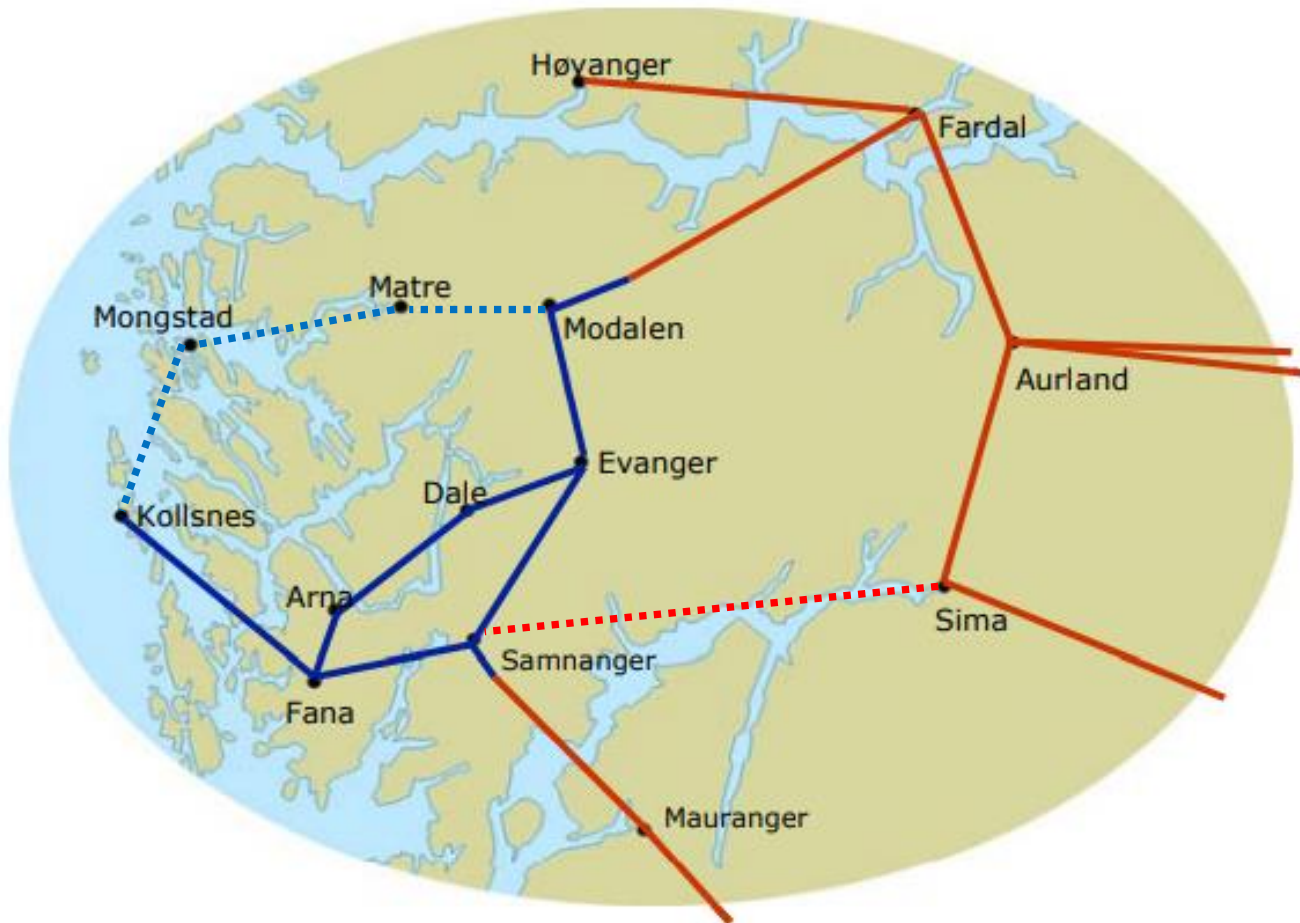 Høyanger
Fardal
Matre
Mongstad
Modalen
Aurland
Evanger
Dale
Kollsnes
Arna
Sima
Samnanger
Fana
Mauranger